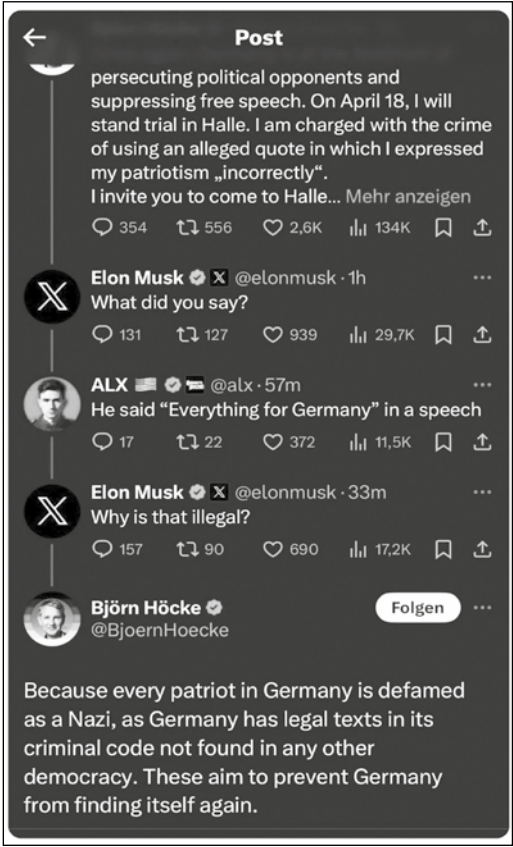 Post
persecuting political opponents and
suppressing free speech. On April 18, I will
stand trial in Halle. I am charged with the crime
of using an alleged quote in which I expressed
my patriotism „incorrectly“.
I invite you to come to Halle... Mehr anzeigen
354 556 2,6K 134K
Elon Musk @elonmusk · 1h
What did you say?
131 127 939 29,7K
ALX @alx · 57m
He said “Everything for Germany” in a speech
17 22 372 11,5K
Elon Musk @elonmusk · 33m
Why is that illegal?
157 90 690 17,2K
Björn Höcke
@BjoernHoecke
Folgen
Because every patriot in Germany is defamed
as a Nazi, as Germany has legal texts in its
criminal code not found in any other
democracy. These aim to prevent Germany
from finding itself again.